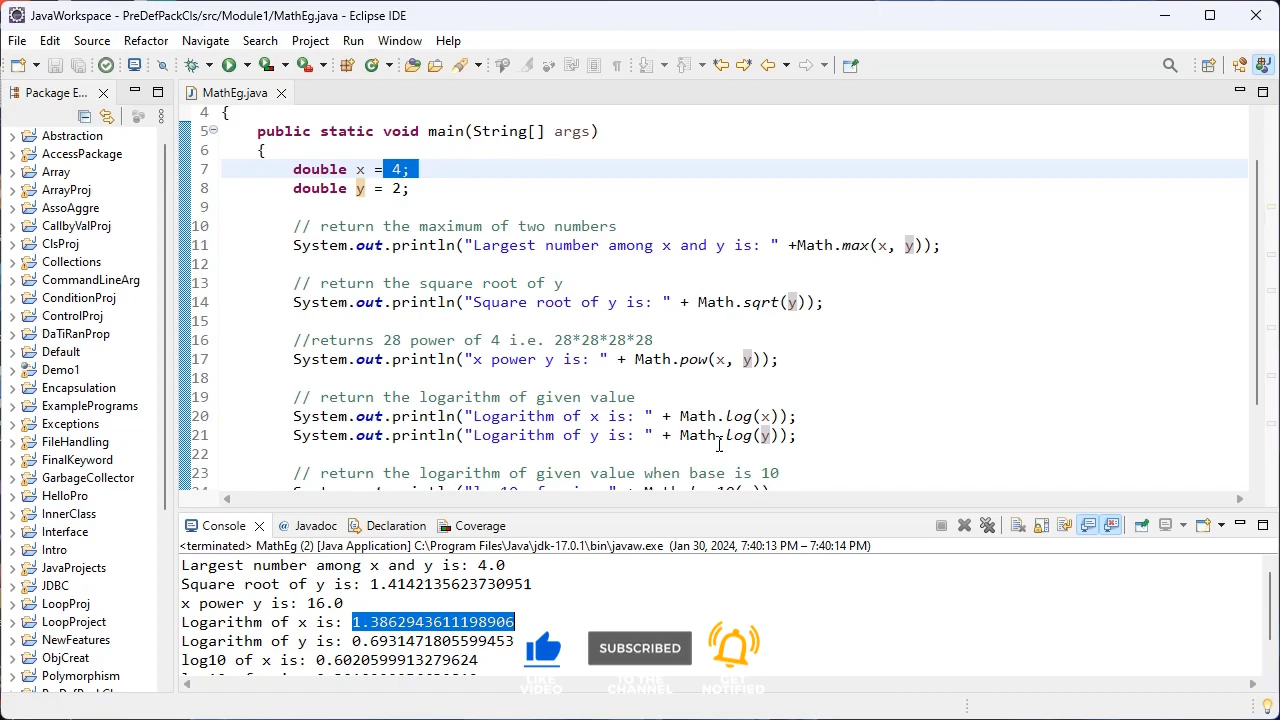 JavaWorkspace - PreDefPackCls/src/Module1/MathEg.java - Eclipse IDE
File Edit Source Refactor Navigate Search Project Run Window Help
Package E...
MathEg.java
Abstraction
AccessPackage
Array
ArrayProj
AssoAggre
CallbyValProj
ClsProj
Collections
CommandLineArg
ConditionProj
ControlProj
DaTiRanProp
Default
Demo1
Encapsulation
ExamplePrograms
Exceptions
FileHandling
FinalKeyword
GarbageCollector
HelloPro
InnerClass
Interface
Intro
JavaProjects
JDBC
LoopProj
LoopProject
NewFeatures
ObjCreat
Polymorphism
4 {
5 public static void main(String[] args)
6 {
7 double x = 4;
8 double y = 2;
9
10 // return the maximum of two numbers
11 System.out.println("Largest number among x and y is: " +Math.max(x, y));
12
13 // return the square root of y
14 System.out.println("Square root of y is: " + Math.sqrt(y));
15
16 //returns 28 power of 4 i.e. 28*28*28*28
17 System.out.println("x power y is: " + Math.pow(x, y));
18
19 // return the logarithm of given value
20 System.out.println("Logarithm of x is: " + Math.log(x));
21 System.out.println("Logarithm of y is: " + Math.log(y));
22
23 // return the logarithm of given value when base is 10
Console Javadoc Declaration Coverage
<terminated> MathEg (2) [Java Application] C:\Program Files\Java\jdk-17.0.1\bin\javaw.exe (Jan 30, 2024, 7:40:13 PM – 7:40:14 PM)
Largest number among x and y is: 4.0
Square root of y is: 1.4142135623730951
x power y is: 16.0
Logarithm of x is: 1.3862943611198906
Logarithm of y is: 0.6931471805599453
log10 of x is: 0.6020599913279624
SUBSCRIBED
LIKE VIDEO
TO THE CHANNEL
GET NOTIFIED